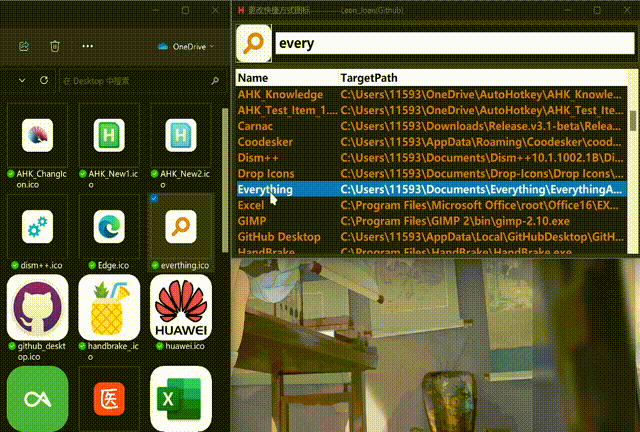 更改快捷方式图标----------------Leon_Joan(Github)
OneDrive
在 Desktop 中搜索
every
Name TargetPath
AHK_Knowledge C:\Users\11593\OneDrive\AutoHotkey\AHK_Knowle...
AHK_Test_Item_1.... C:\Users\11593\OneDrive\AutoHotkey\AHK_Test_Ite...
Carnac C:\Users\11593\Downloads\Release.v3.1-beta\Relea...
Coodesker C:\Users\11593\AppData\Roaming\Coodesker\cood...
Dism++ C:\Users\11593\Documents\Dism++10.1.1002.1B\Di...
Drop Icons C:\Users\11593\Documents\Drop-Icons\Drop Icons\...
Everything C:\Users\11593\Documents\Everything\EverythingA...
Excel C:\Program Files\Microsoft Office\root\Office16\EX...
GIMP C:\Program Files\GIMP 2\bin\gimp-2.10.exe
GitHub Desktop C:\Users\11593\AppData\Local\GitHubDesktop\GitH...
HandBrake C:\Program Files\HandBrake\HandBrake.exe
AHK_ChangIcon.ico
AHK_New1.ico
AHK_New2.ico
dism++.ico
Edge.ico
everthing.ico
github_desktop.ico
handbrake_.ico
HUAWEI
huawei.ico
医
X